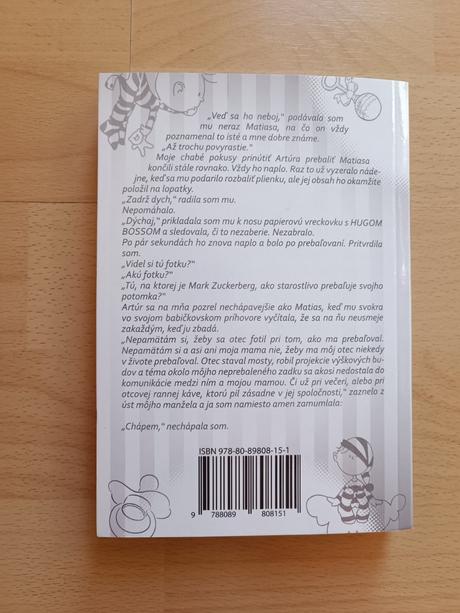 „Veď sa ho neboj," podávala som
mu neraz Matiasa, na čo on vždy
poznamenal to isté a mne dobre známe.
„Až trochu povyrastie."
Moje chabé pokusy prinútiť Artúra prebaliť Matiasa
končili stále rovnako. Vždy ho naplo. Raz to už vyzeralo náde-
jne, keď sa mu podarilo rozbaliť plienku, ale jej obsah ho okamžite
položil na lopatky.
„Zadrž dych," radila som mu.
Nepomáhalo.
„Dýchaj," prikladala som mu k nosu papierovú vreckovku s HUGOM
BOSSOM a sledovala, či to nezaberie. Nezabralo.
Po pár sekundách ho znova naplo a bolo po prebaľovaní. Pritvrdila
som.
„Videl si tú fotku?"
„Akú fotku?"
„Tú, na ktorej je Mark Zuckerberg, ako starostlivo prebaľuje svojho
potomka?"
Artúr sa na mňa pozrel nechápavejšie ako Matias, keď mu svokra
vo svojom babičkovskom príhovore vyčítala, že sa na ňu neusmeje
zakaždým, keď ju zbadá.
„Nepamätám si, žeby sa otec fotil pri tom, ako ma prebaľoval.
Nepamätám si a asi ani moja mama nie, žeby ma môj otec niekedy
v živote prebaľoval. Otec staval mosty, robil projekcie výškových bu-
dov a téma okolo môjho neprebaleného zadku sa akosi nedostala do
komunikácie medzi ním a mojou mamou. Či už pri večeri, alebo pri
otcovej rannej káve, ktorú pil zásadne v jej spoločnosti," zaznelo z
úst môjho manžela a ja som namiesto amen zamumlala:
„Chápem," nechápala som.
ISBN 978-80-89808-15-1
9 788089 808151